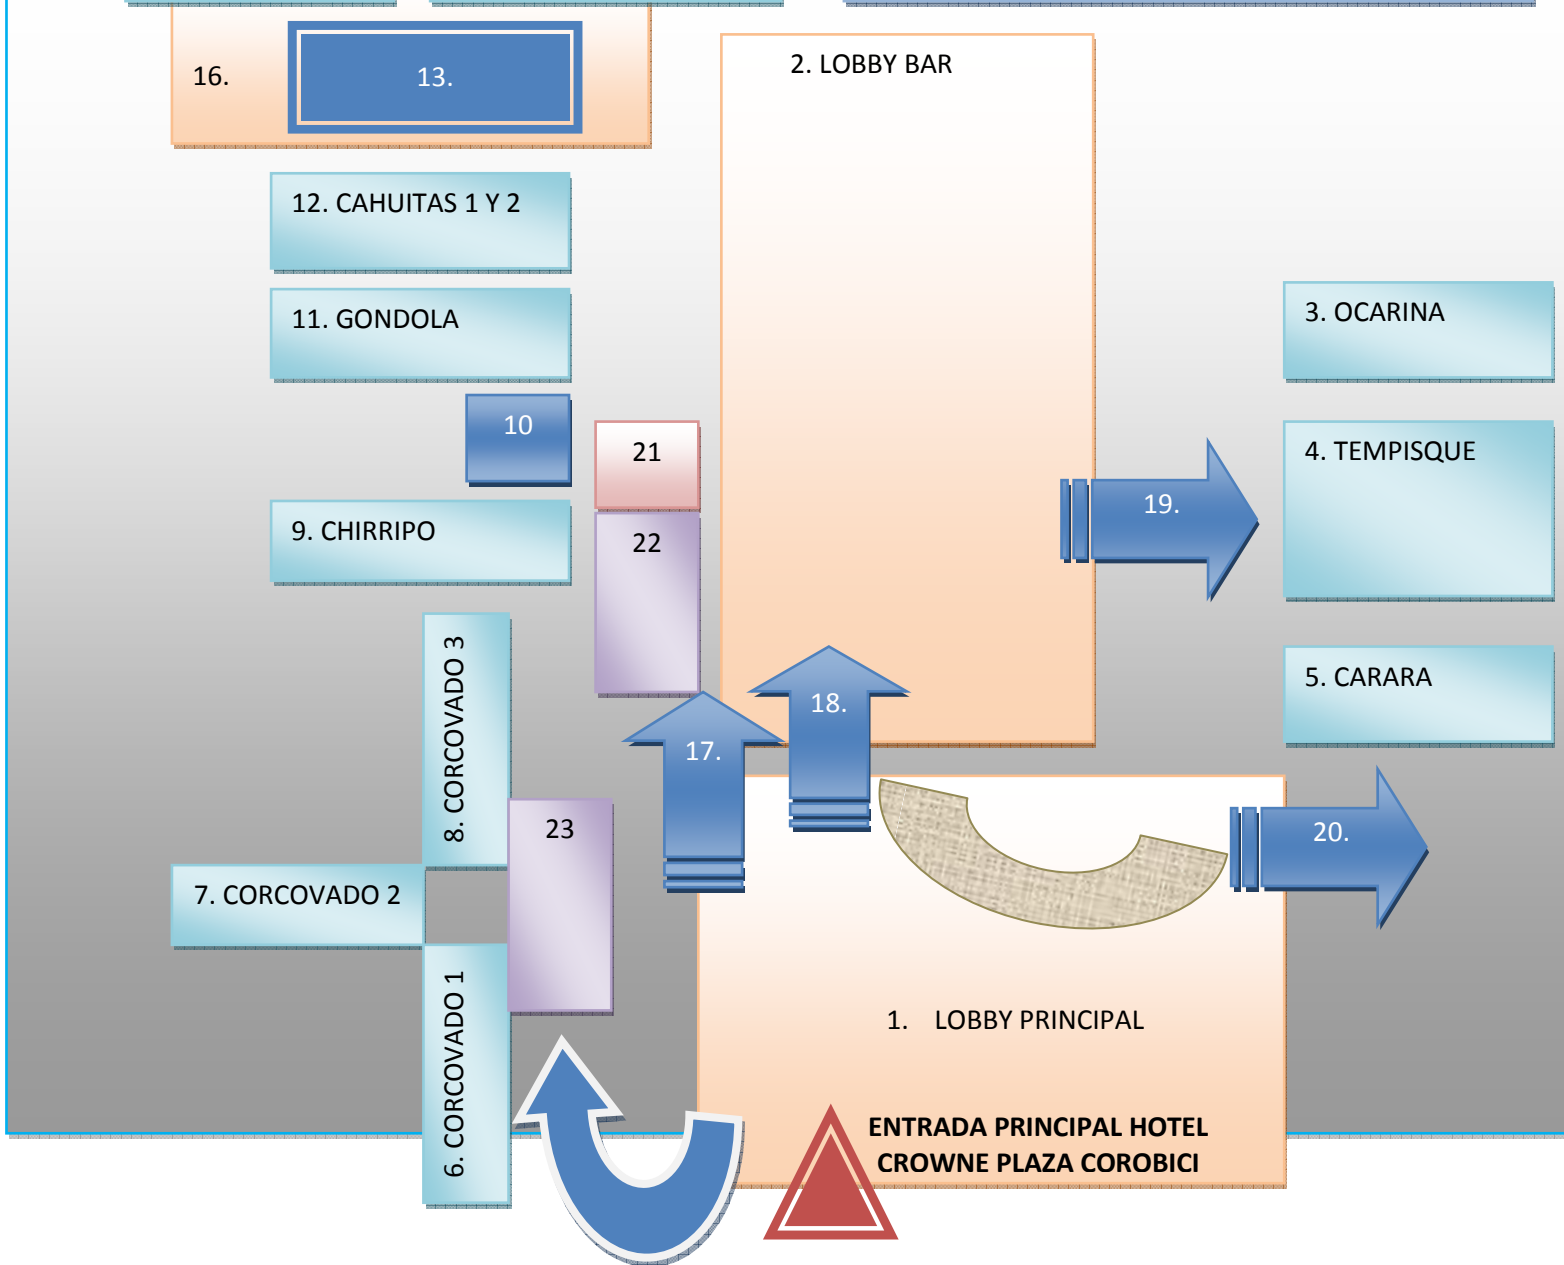 2. LOBBY BAR
16.
13.
12. CAHUITAS 1 Y 2
11. GONDOLA
3. OCARINA
10
21
4. TEMPISQUE
19.
9. CHIRRIPO
22
8. CORCOVADO 3
5. CARARA
18.
17.
23
20.
7. CORCOVADO 2
6. CORCOVADO 1
1. LOBBY PRINCIPAL
ENTRADA PRINCIPAL HOTEL
CROWNE PLAZA COROBICI